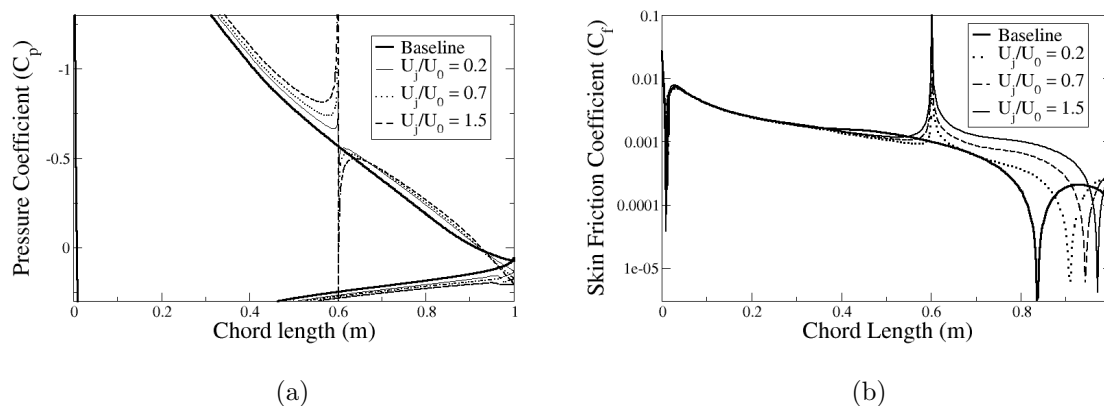 Pressure Coefficient (C_p)
-1
-0.5
0
0
0.2
0.4
0.6
0.8
1
Chord length (m)
Baseline
U_j/U_0 = 0.2
U_j/U_0 = 0.7
U_j/U_0 = 1.5
(a)
Skin Friction Coefficient (C_f)
0.1
0.01
0.001
0.0001
1e-05
0
0.2
0.4
0.6
0.8
Chord Length (m)
Baseline
U_j/U_0 = 0.2
U_j/U_0 = 0.7
U_j/U_0 = 1.5
(b)